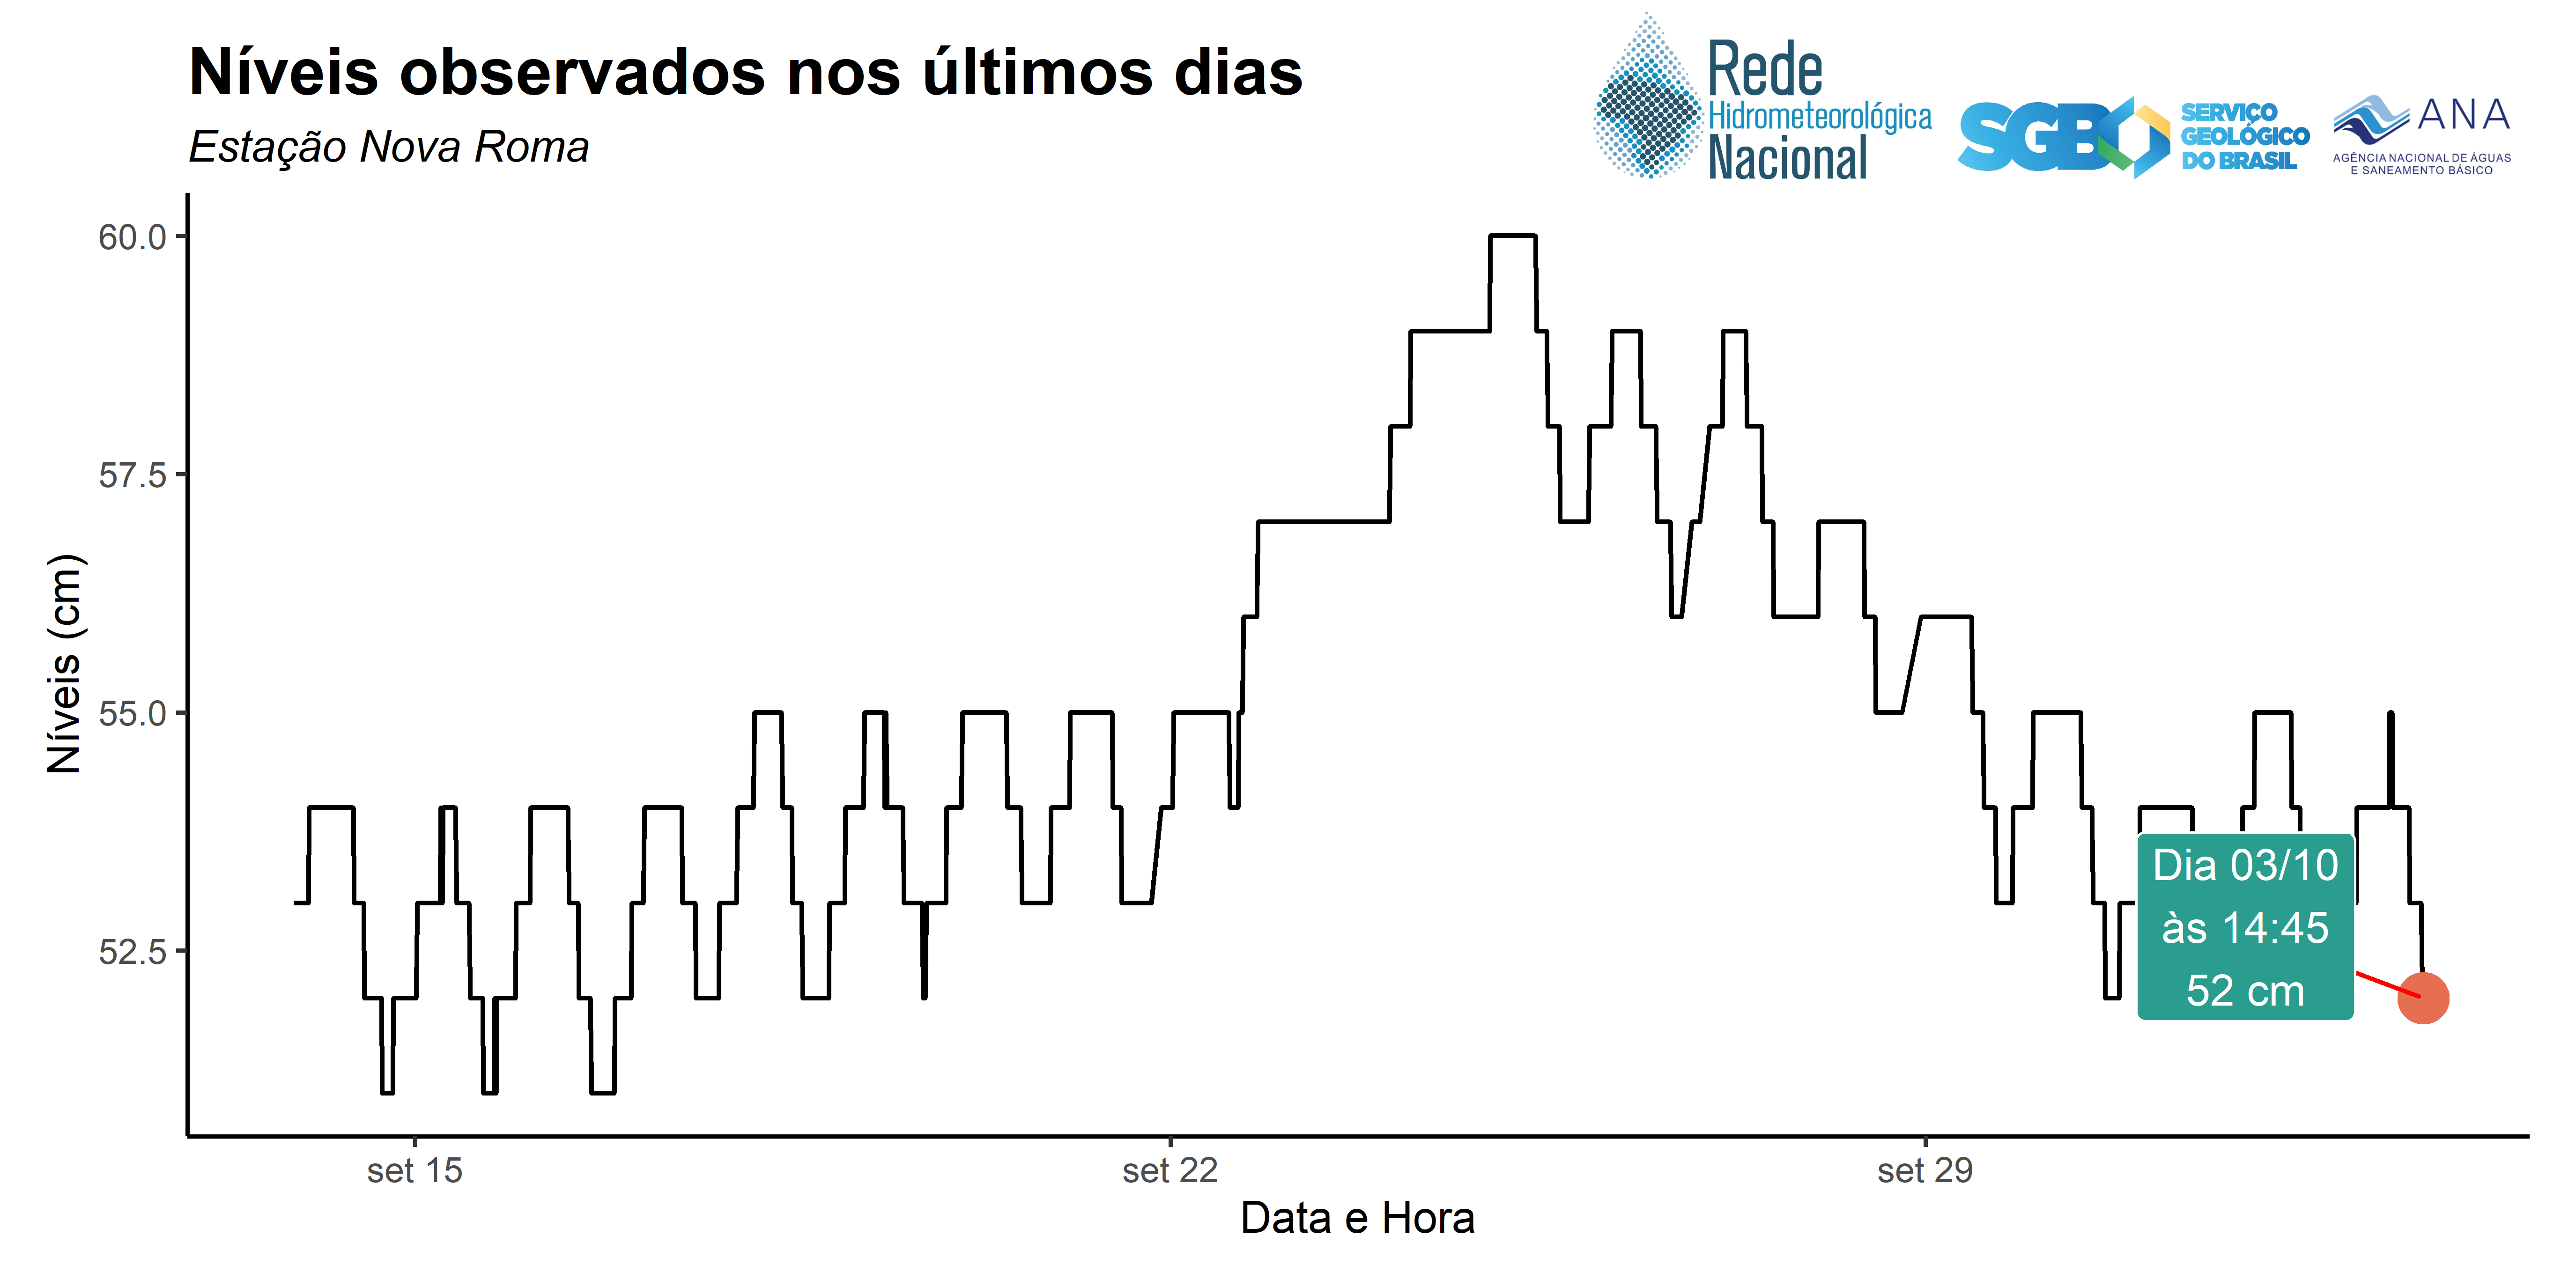 Níveis observados nos últimos dias
Estação Nova Roma
Rede
Hidrometeorológica
Nacional
SGB
SERVIÇO
GEOLÓGICO
DO BRASIL
ANA
AGÊNCIA NACIONAL DE ÁGUAS
E SANEAMENTO BÁSICO
Níveis (cm)
60.0
57.5
55.0
52.5
Dia 03/10
às 14:45
52 cm
set 15
set 22
set 29
Data e Hora